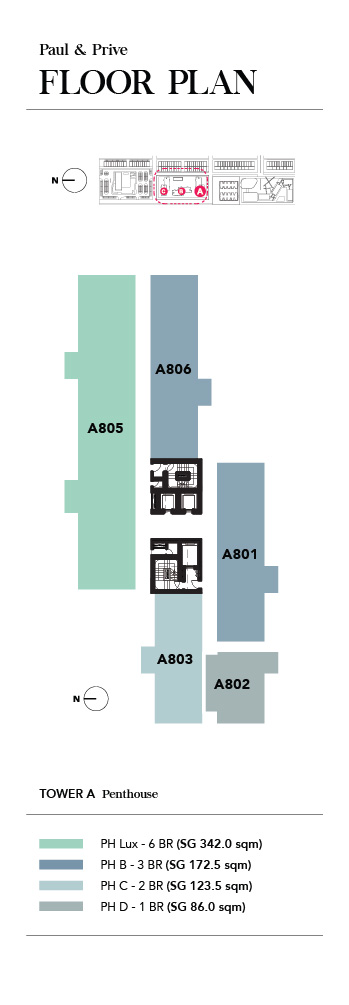 Paul & Prive
FLOOR PLAN
N
C B A
A806
A805
A801
A803
A802
N
TOWER A Penthouse
PH Lux - 6 BR (SG 342.0 sqm)
PH B - 3 BR (SG 172.5 sqm)
PH C - 2 BR (SG 123.5 sqm)
PH D - 1 BR (SG 86.0 sqm)